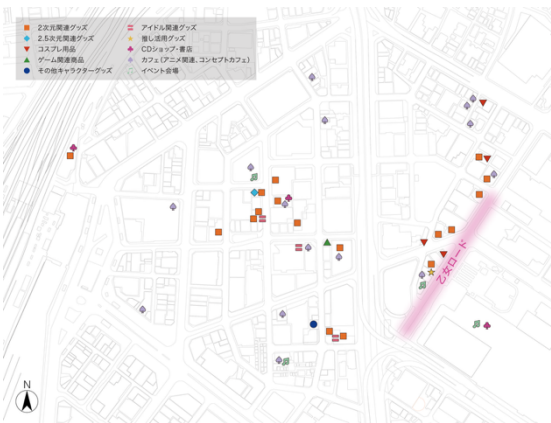 2次元関連グッズ
2.5次元関連グッズ
コスプレ用品
ゲーム関連商品
その他キャラクターグッズ
アイドル関連グッズ
推し活用グッズ
CDショップ・書店
カフェ(アニメ関連、コンセプトカフェ)
イベント会場
乙女ロード
N